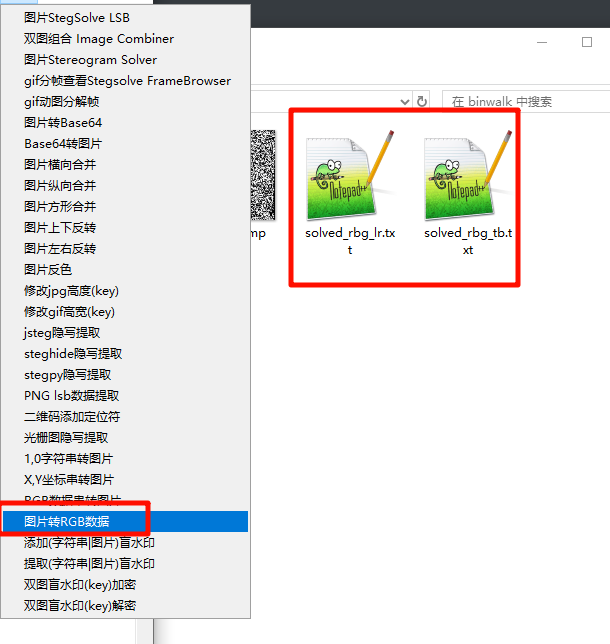 图片StegSolve LSB
双图组合 Image Combiner
图片Stereogram Solver
gif分帧查看Stegsolve FrameBrowser
gif动图分解帧
图片转Base64
Base64转图片
图片横向合并
图片纵向合并
图片方形合并
图片上下反转
图片左右反转
图片反色
修改jpg高度(key)
修改gif高宽(key)
jsteg隐写提取
steghide隐写提取
stegpy隐写提取
PNG lsb数据提取
二维码添加定位符
光栅图隐写提取
1,0字符串转图片
X,Y坐标串转图片
RGB数据串转图片
图片转RGB数据
添加(字符串|图片)盲水印
提取(字符串|图片)盲水印
双图盲水印(key)加密
双图盲水印(key)解密
在 binwalk 中搜索
Notepad++
Notepad++
mp
solved_rbg_lr.tx
t
solved_rbg_tb.t
xt